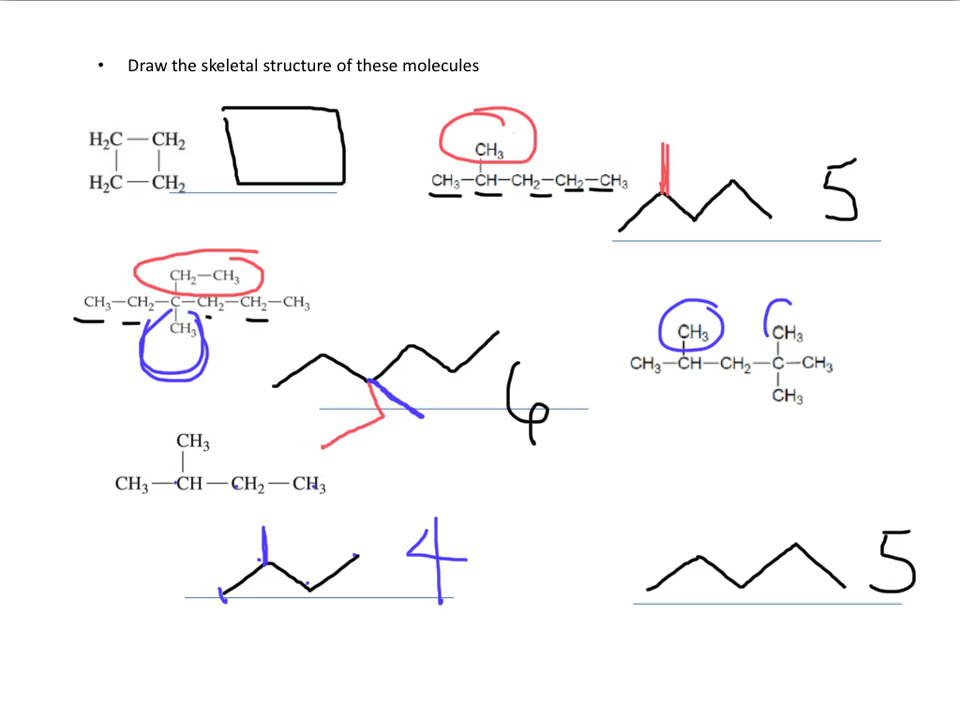 • Draw the skeletal structure of these molecules
H₂C—CH₂
H₂C—CH₂
CH₃
CH₃—CH—CH₂—CH₂—CH₃
5
CH₂—CH₃
CH₃—CH₂—C—CH₂—CH₂—CH₃
CH₃
6
CH₃ CH₃
CH₃—CH—CH₂—C—CH₃
CH₃
CH₃
CH₃—CH—CH₂—CH₃
4
5